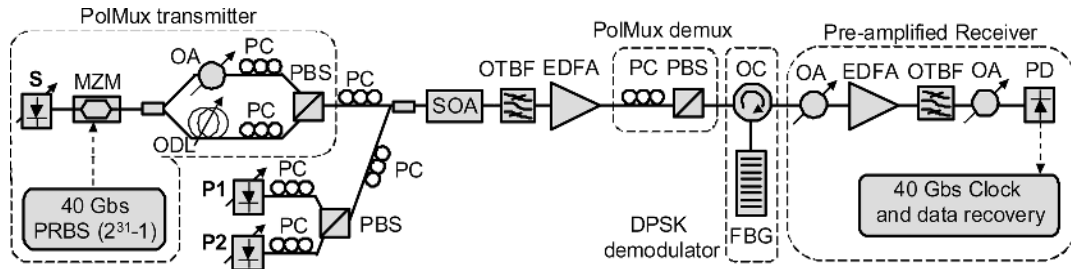 PolMux transmitter
PolMux demux
Pre-amplified Receiver
OA
PC
PBS
PC
S
MZM
ODL
PC
OTBF
EDFA
SOA
PC
PBS
OC
OA
EDFA
OTBF
OA
PD
40 Gbs
PRBS (2³¹-1)
P1
PC
P2
PC
PBS
PC
DPSK
demodulator
FBG
40 Gbs Clock
and data recovery